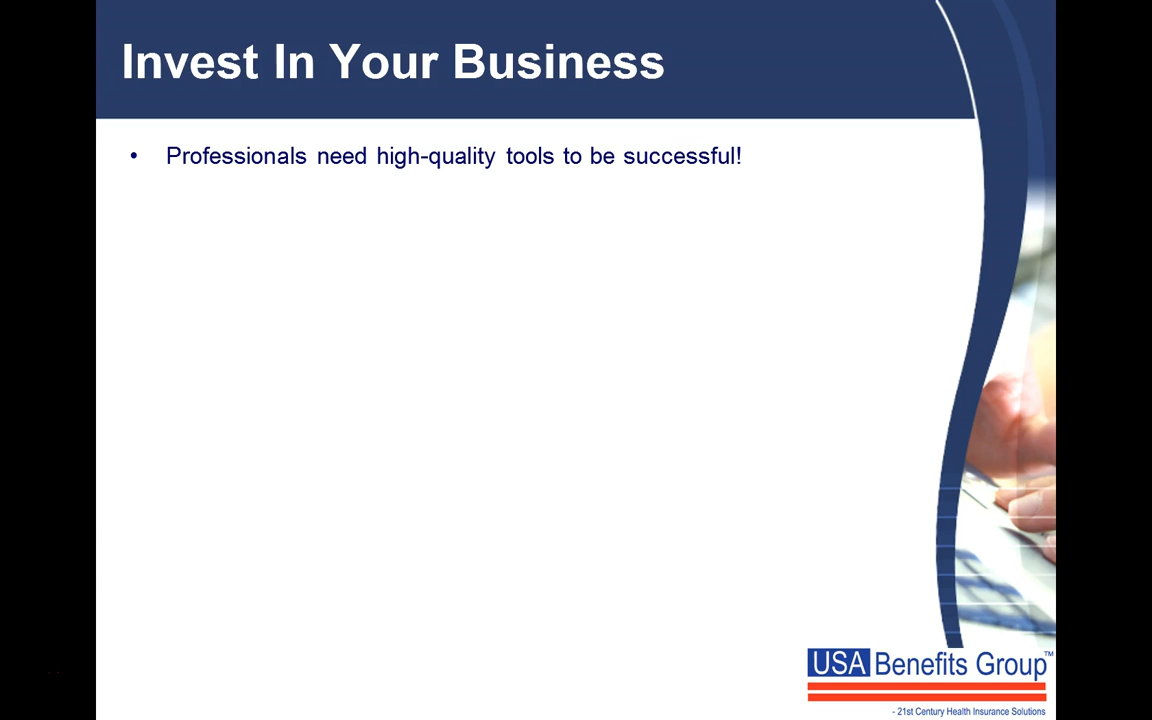 Invest In Your Business
• Professionals need high-quality tools to be successful!
USA Benefits Group™
- 21st Century Health Insurance Solutions